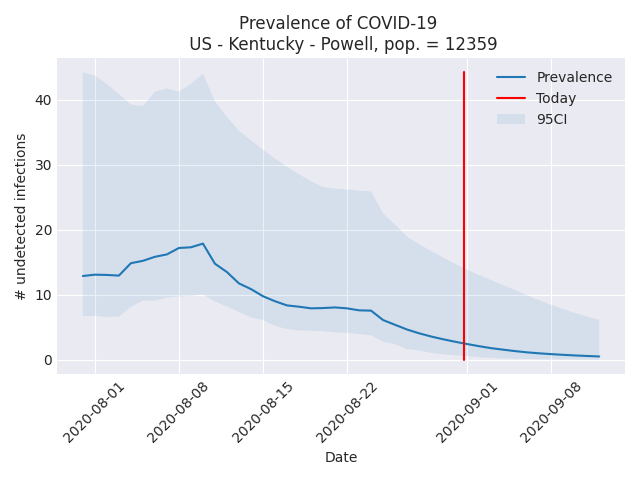 Prevalence of COVID-19
US - Kentucky - Powell, pop. = 12359
Prevalence
Today
95CI
# undetected infections
40
30
20
10
0
2020-08-01
2020-08-08
2020-08-15
2020-08-22
2020-09-01
2020-09-08
Date